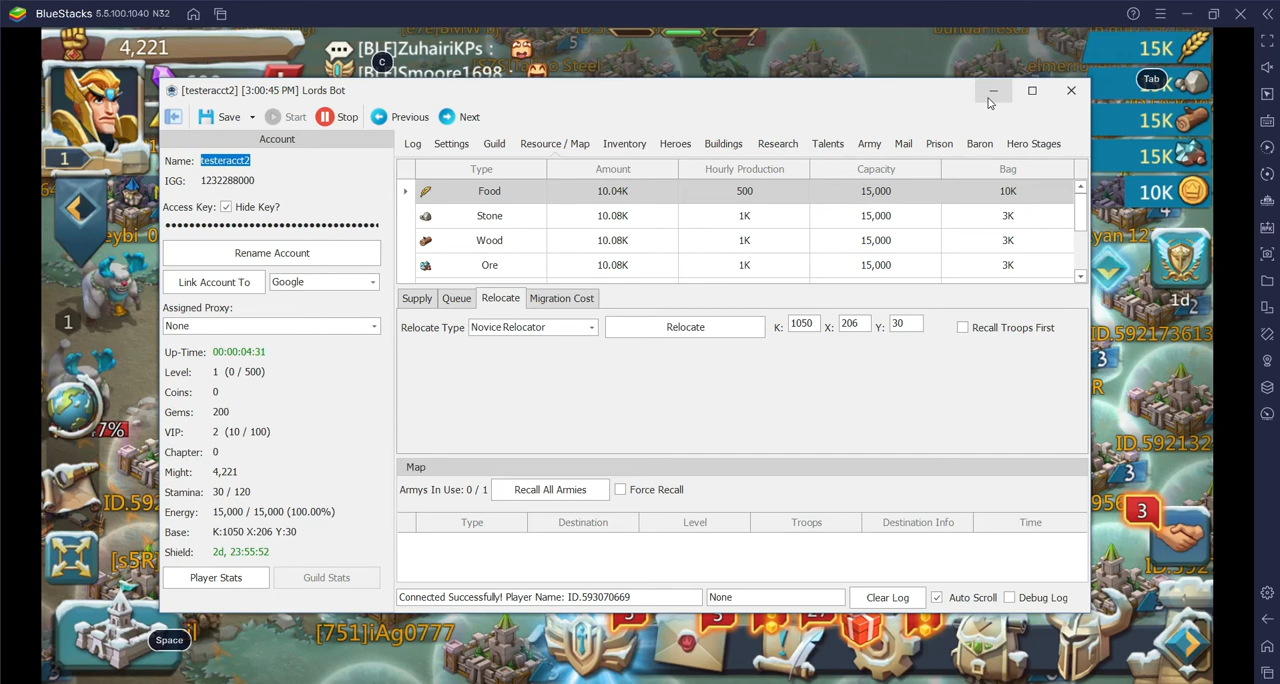 BlueStacks 5.5.100.1040 N32
4,221
[BLF]ZuhairiKPs :
[BLF]Smoore1698 :
C
Tab
15K
15K
15K
10K
1
1
1d
7%
3
3
3
[751]iAg0777
Space
[testeracct2] [3:00:45 PM] Lords Bot
Save
Start
Stop
Previous
Next
Account
Name: testeracct2
IGG: 1232288000
Access Key: Hide Key?
Rename Account
Link Account To Google
Assigned Proxy:
None
Up-Time: 00:00:04:31
Level: 1 (0 / 500)
Coins: 0
Gems: 200
VIP: 2 (10 / 100)
Chapter: 0
Might: 4,221
Stamina: 30 / 120
Energy: 15,000 / 15,000 (100.00%)
Base: K:1050 X:206 Y:30
Shield: 2d, 23:55:52
Player Stats Guild Stats
Log Settings Guild Resource / Map Inventory Heroes Buildings Research Talents Army Mail Prison Baron Hero Stages
Type Amount Hourly Production Capacity Bag
Food 10.04K 500 15,000 10K
Stone 10.08K 1K 15,000 3K
Wood 10.08K 1K 15,000 3K
Ore 10.08K 1K 15,000 3K
Supply Queue Relocate Migration Cost
Relocate Type Novice Relocator Relocate K: 1050 X: 206 Y: 30 Recall Troops First
Map
Armys In Use: 0 / 1 Recall All Armies Force Recall
Type Destination Level Troops Destination Info Time
Connected Successfully! Player Name: ID.593070669 None Clear Log Auto Scroll Debug Log